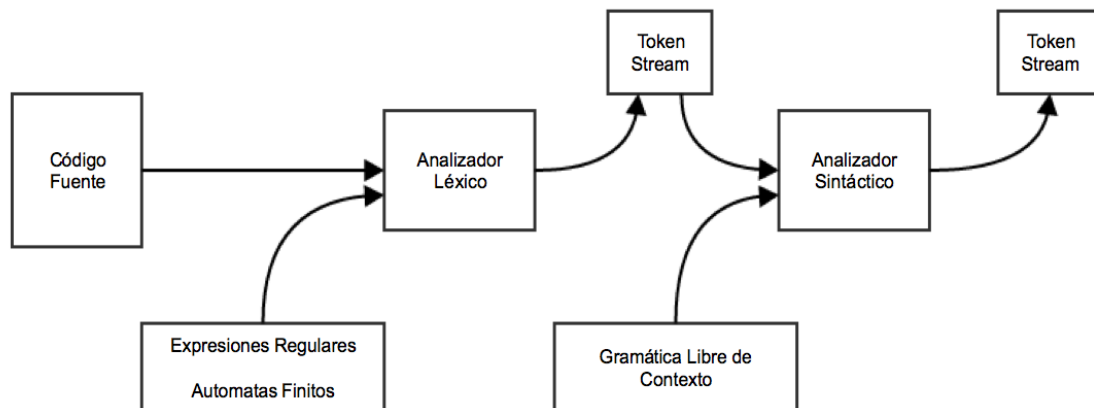 Token
Stream
Token
Stream
Código
Fuente
Analizador
Léxico
Analizador
Sintáctico
Expresiones Regulares
Automatas Finitos
Gramática Libre de
Contexto